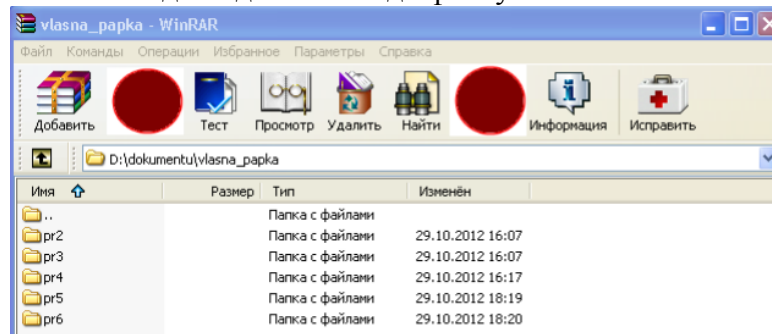 vlasna_papka - WinRAR
Файл Команды Операции Избранное Параметры Справка
Добавить Тест Просмотр Удалить Найти Информация Исправить
D:\dokumentu\vlasna_papka
Имя Размер Тип Изменён
.. Папка с файлами
pr2 Папка с файлами 29.10.2012 16:07
pr3 Папка с файлами 29.10.2012 16:07
pr4 Папка с файлами 29.10.2012 16:17
pr5 Папка с файлами 29.10.2012 18:19
pr6 Папка с файлами 29.10.2012 18:20